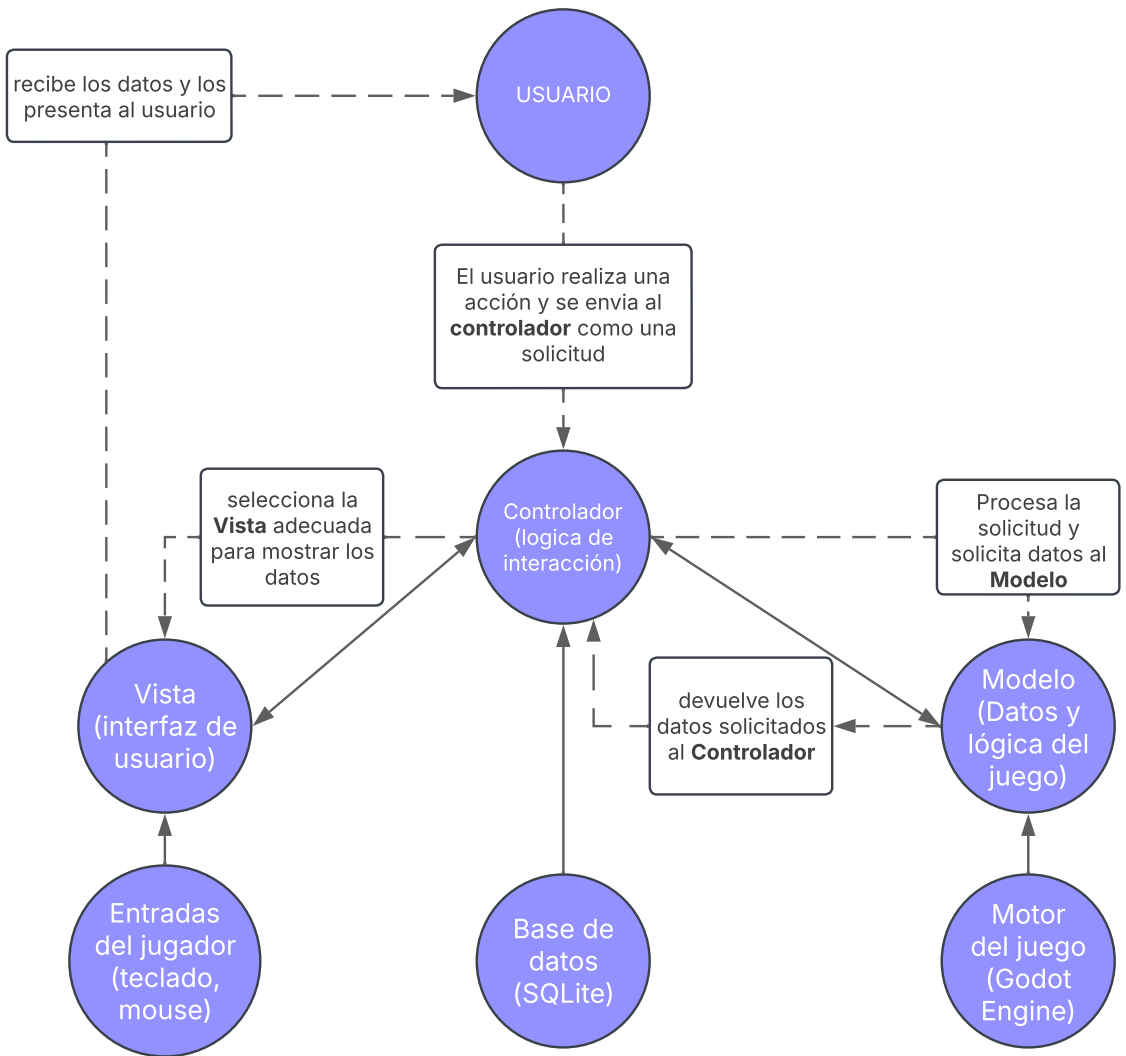 recibe los datos y los
presenta al usuario
USUARIO
El usuario realiza una
acción y se envia al
controlador como una
solicitud
selecciona la
Vista adecuada
para mostrar los
datos
Controlador
(logica de
interacción)
Procesa la
solicitud y
solicita datos al
Modelo
Vista
(interfaz de
usuario)
devuelve los
datos solicitados
al Controlador
Modelo
(Datos y
lógica del
juego)
Entradas
del jugador
(teclado,
mouse)
Base de
datos
(SQLite)
Motor
del juego
(Godot
Engine)